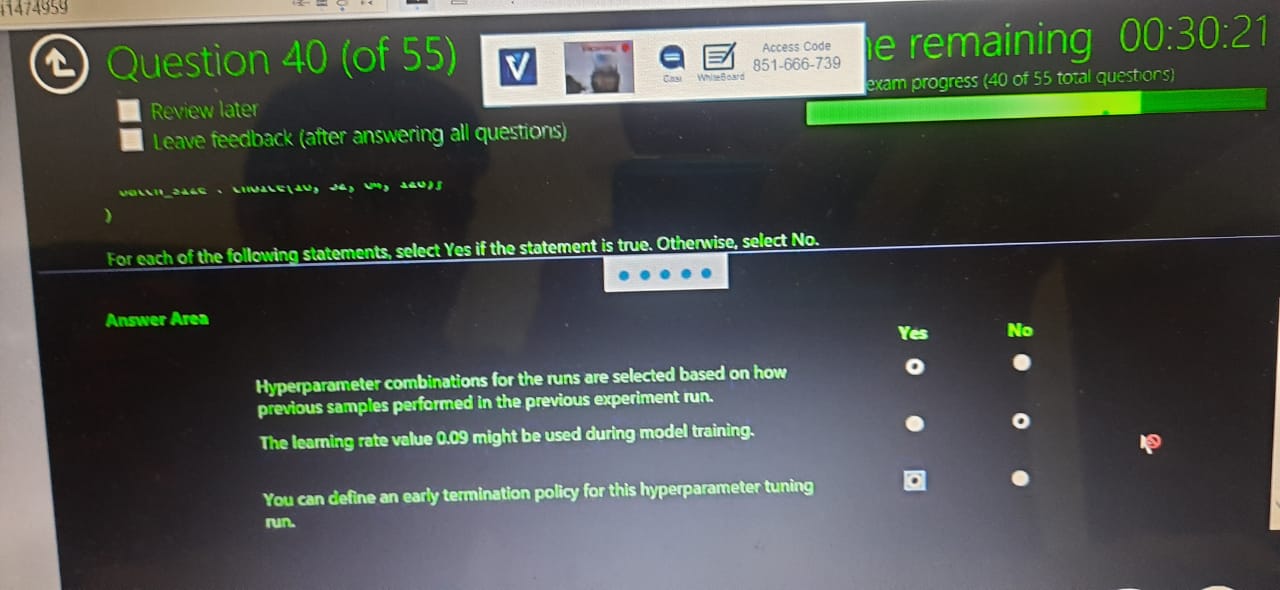 41474959
Question 40 (of 55)
Review later
Leave feedback (after answering all questions)
V
Chat
WhiteBoard
Access Code
851-666-739
e remaining 00:30:21
exam progress (40 of 55 total questions)
)
For each of the following statements, select Yes if the statement is true. Otherwise, select No.
Answer Area
Yes No
Hyperparameter combinations for the runs are selected based on how
previous samples performed in the previous experiment run.
The learning rate value 0.09 might be used during model training.
You can define an early termination policy for this hyperparameter tuning
run.